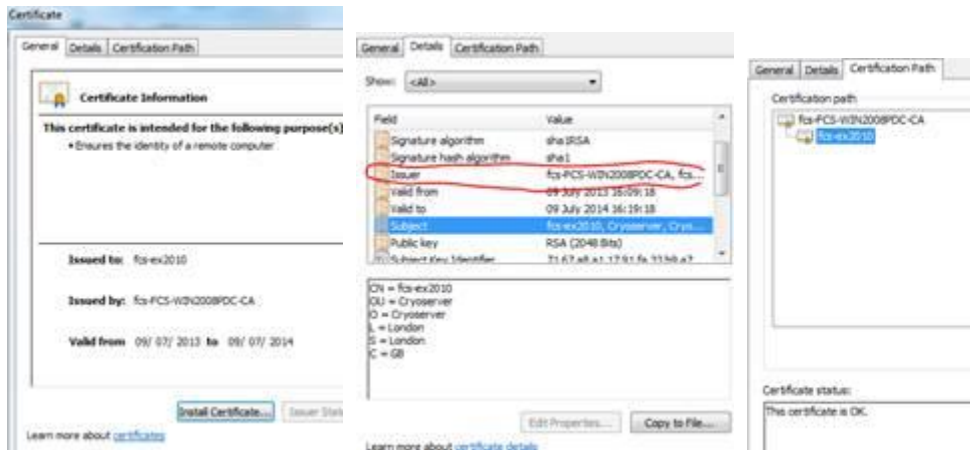 Certificate
General Details Certification Path
Certificate Information
This certificate is intended for the following purpose(s)
• Ensures the identity of a remote computer
Issued to: fcs-ex2010
Issued by: fcs-FCS-WIN2008PDC-CA
Valid from 09/ 07/ 2013 to 09/ 07/ 2014
Install Certificate... Issuer State
Learn more about certificates
General Details Certification Path
Show: <All>
Field Value
Signature algorithm sha1RSA
Signature hash algorithm sha1
Issuer fcs-FCS-WIN2008PDC-CA, fcs...
Valid from 09 July 2013 16:09:18
Valid to 09 July 2014 16:19:18
Subject fcs-ex2010, Cryoserver, Cryo...
Public key RSA (2048 Bits)
Subject Key Identifier
CN = fcs-ex2010
OU = Cryoserver
O = Cryoserver
L = London
S = London
C = GB
Edit Properties... Copy to File...
Learn more about certificate details
General Details Certification Path
Certification path
fcs-FCS-WIN2008PDC-CA
fcs-ex2010
Certificate status:
This certificate is OK.